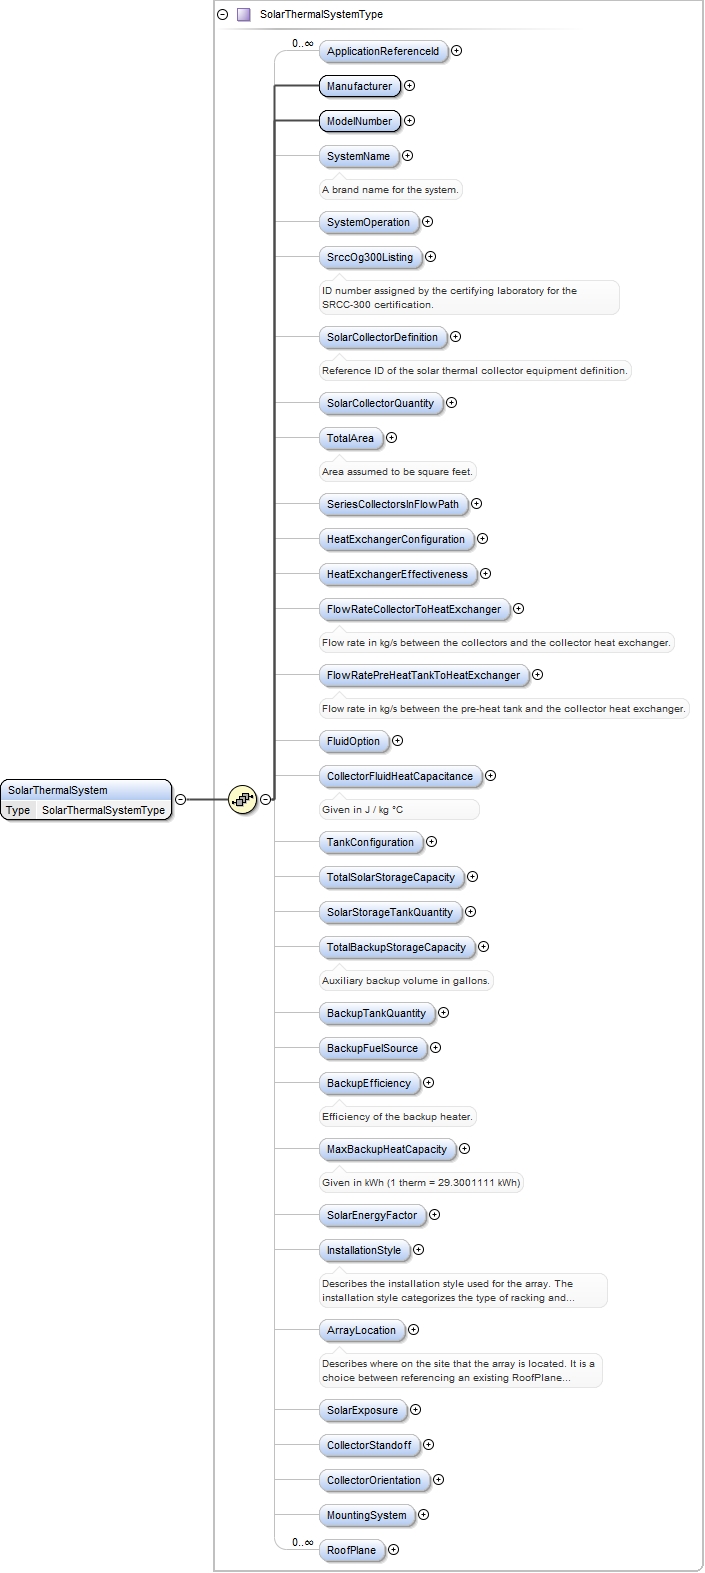 SolarThermalSystemType
0..∞
ApplicationReferenceId
Manufacturer
ModelNumber
SystemName
A brand name for the system.
SystemOperation
SrccOg300Listing
ID number assigned by the certifying laboratory for the
SRCC-300 certification.
SolarCollectorDefinition
Reference ID of the solar thermal collector equipment definition.
SolarCollectorQuantity
TotalArea
Area assumed to be square feet.
SeriesCollectorsInFlowPath
HeatExchangerConfiguration
HeatExchangerEffectiveness
FlowRateCollectorToHeatExchanger
Flow rate in kg/s between the collectors and the collector heat exchanger.
FlowRatePreHeatTankToHeatExchanger
Flow rate in kg/s between the pre-heat tank and the collector heat exchanger.
FluidOption
CollectorFluidHeatCapacitance
Given in J / kg °C
SolarThermalSystem
Type SolarThermalSystemType
TankConfiguration
TotalSolarStorageCapacity
SolarStorageTankQuantity
TotalBackupStorageCapacity
Auxiliary backup volume in gallons.
BackupTankQuantity
BackupFuelSource
BackupEfficiency
Efficiency of the backup heater.
MaxBackupHeatCapacity
Given in kWh (1 therm = 29.3001111 kWh)
SolarEnergyFactor
InstallationStyle
Describes the installation style used for the array. The
installation style categorizes the type of racking and...
ArrayLocation
Describes where on the site that the array is located. It is a
choice between referencing an existing RoofPlane...
SolarExposure
CollectorStandoff
CollectorOrientation
MountingSystem
0..∞
RoofPlane